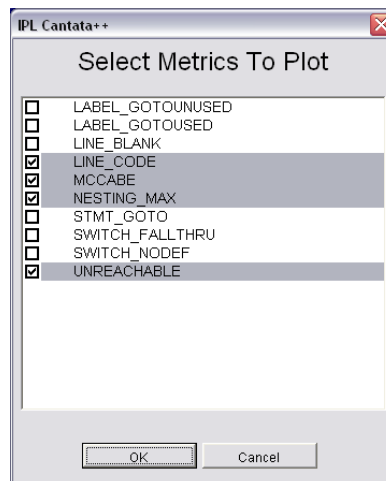 IPL Cantata++
Select Metrics To Plot
LABEL_GOTOUNUSED
LABEL_GOTOUSED
LINE_BLANK
LINE_CODE
MCCABE
NESTING_MAX
STMT_GOTO
SWITCH_FALLTHRU
SWITCH_NODEF
UNREACHABLE
OK Cancel